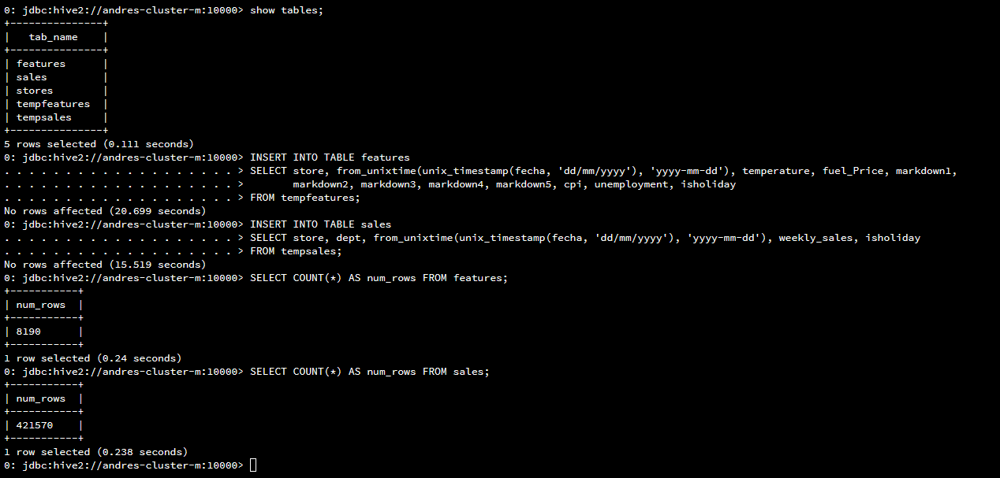 0: jdbc:hive2://andres-cluster-m:10000> show tables;
+---------------+
|   tab_name    |
+---------------+
| features      |
| sales         |
| stores        |
| tempfeatures  |
| tempsales     |
+---------------+
5 rows selected (0.111 seconds)
0: jdbc:hive2://andres-cluster-m:10000> INSERT INTO TABLE features
. . . . . . . . . . . . . . . . . . . > SELECT store, from_unixtime(unix_timestamp(fecha, 'dd/mm/yyyy'), 'yyyy-mm-dd'), temperature, fuel_Price, markdown1,
. . . . . . . . . . . . . . . . . . . >        markdown2, markdown3, markdown4, markdown5, cpi, unemployment, isholiday
. . . . . . . . . . . . . . . . . . . > FROM tempfeatures;
No rows affected (20.699 seconds)
0: jdbc:hive2://andres-cluster-m:10000> INSERT INTO TABLE sales
. . . . . . . . . . . . . . . . . . . > SELECT store, dept, from_unixtime(unix_timestamp(fecha, 'dd/mm/yyyy'), 'yyyy-mm-dd'), weekly_sales, isholiday
. . . . . . . . . . . . . . . . . . . > FROM tempsales;
No rows affected (15.519 seconds)
0: jdbc:hive2://andres-cluster-m:10000> SELECT COUNT(*) AS num_rows FROM features;
+-----------+
| num_rows  |
+-----------+
| 8190      |
+-----------+
1 row selected (0.24 seconds)
0: jdbc:hive2://andres-cluster-m:10000> SELECT COUNT(*) AS num_rows FROM sales;
+-----------+
| num_rows  |
+-----------+
| 421570    |
+-----------+
1 row selected (0.238 seconds)
0: jdbc:hive2://andres-cluster-m:10000>